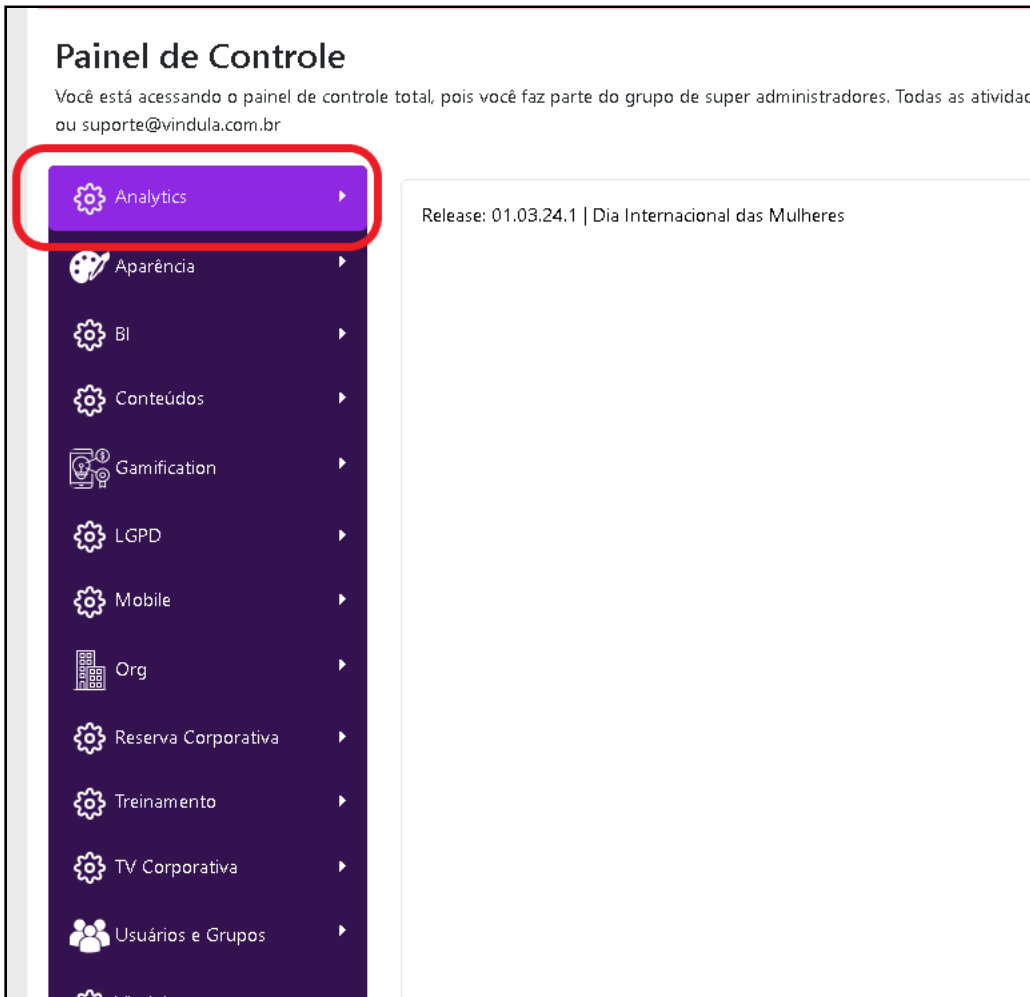 Painel de Controle
Você está acessando o painel de controle total, pois você faz parte do grupo de super administradores. Todas as
ou suporte@vindula.com.br
Analytics
Release: 01.03.24.1 | Dia Internacional das Mulheres
Aparência
BI
Conteúdos
Gamification
LGPD
Mobile
Org
Reserva Corporativa
Treinamento
TV Corporativa
Usuários e Grupos